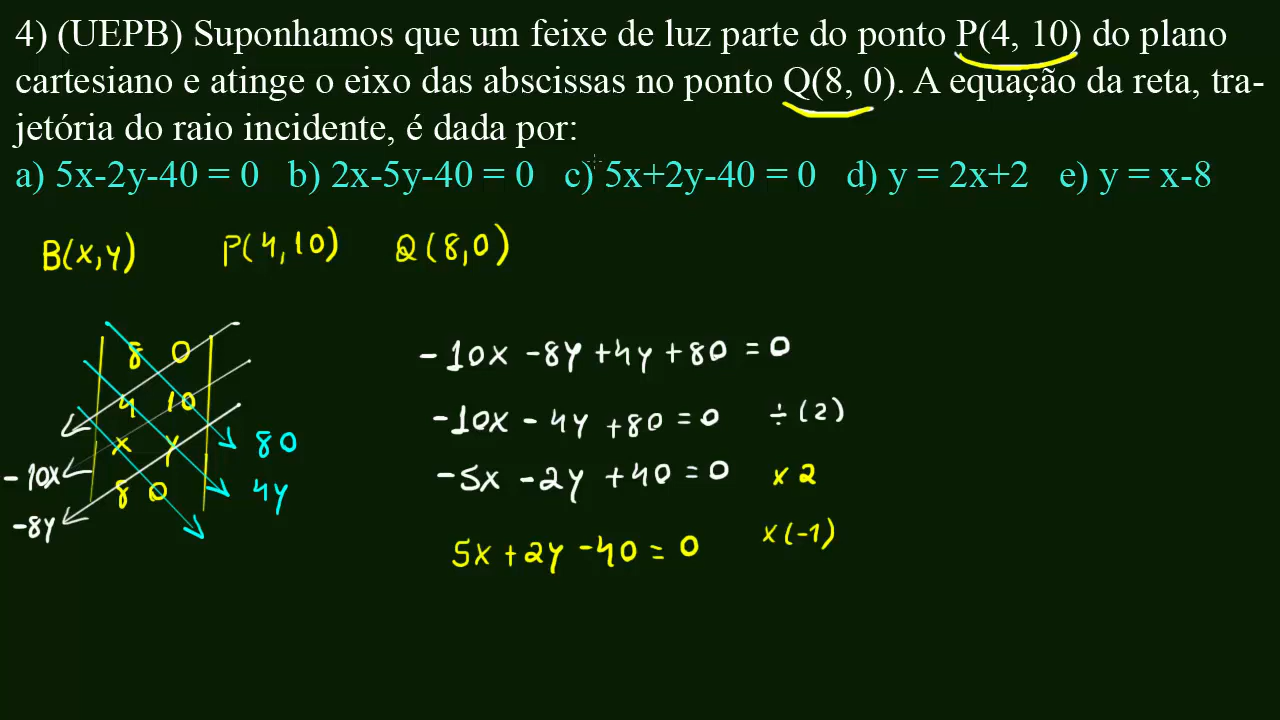 4) (UEPB) Suponhamos que um feixe de luz parte do ponto P(4, 10) do plano
cartesiano e atinge o eixo das abscissas no ponto Q(8, 0). A equação da reta, tra-
jetória do raio incidente, é dada por:
a) 5x-2y-40 = 0 b) 2x-5y-40 = 0 c) 5x+2y-40 = 0 d) y = 2x+2 e) y = x-8
B(x,y) P(4,10) Q(8,0)
8 0
4 10
x y
8 0
80
4y
-10x
-8y
-10x -8y +4y +80 = 0
-10x - 4y +80 = 0 ÷(2)
-5x -2y +40 = 0 x 2
5x +2y -40 = 0 x(-1)